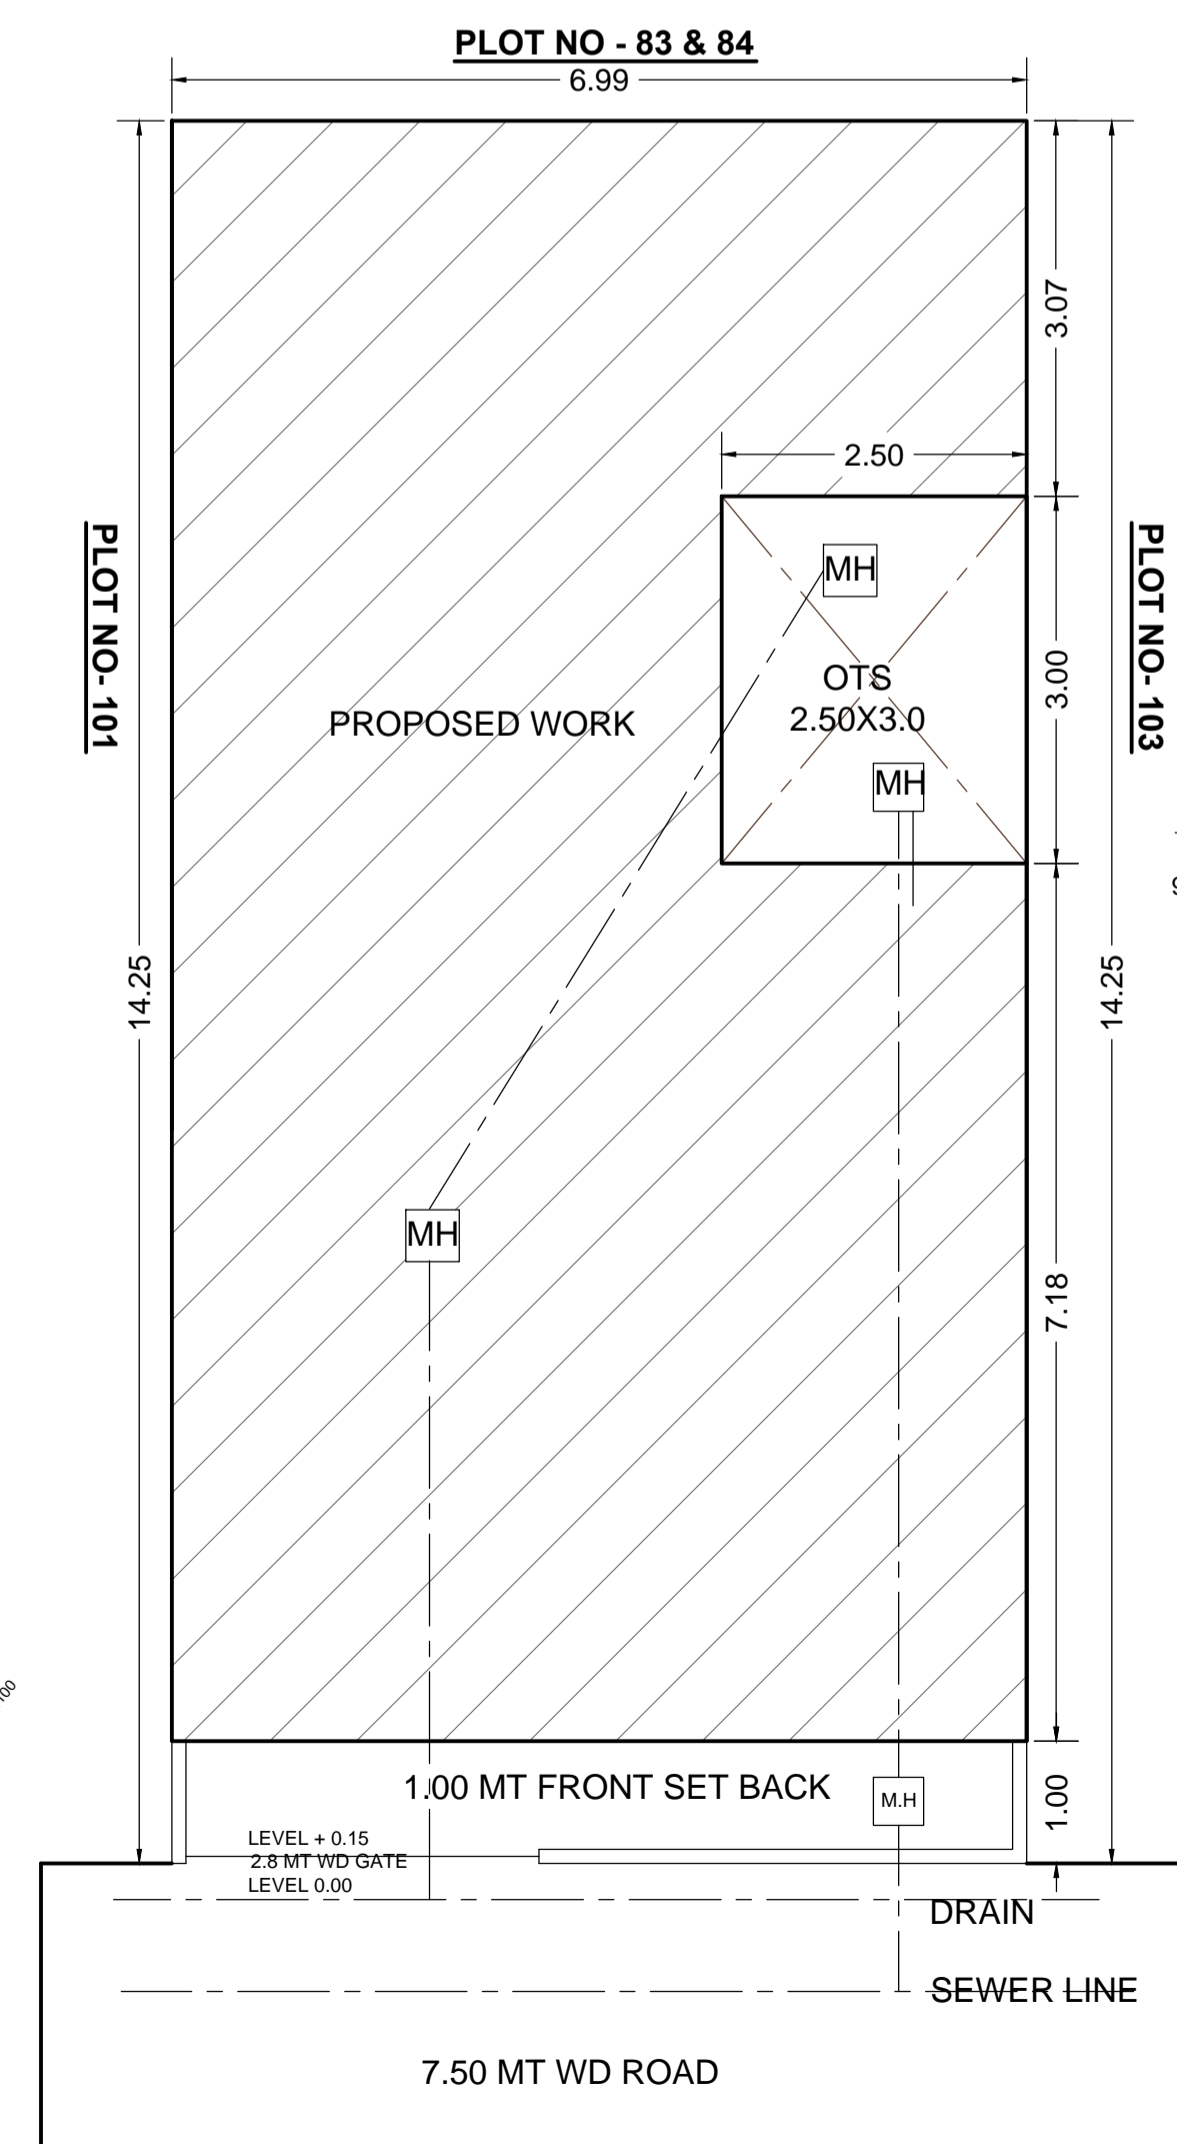 PLOT NO - 83 & 84
6.99
3.07
2.50
PLOT NO- 101
PLOT NO- 103
MH
OTS
2.50X3.0
3.00
PROPOSED WORK
MH
14.25
14.25
MH
7.18
1.00 MT FRONT SET BACK
M.H
1.00
LEVEL + 0.15
2.8 MT WD GATE
LEVEL 0.00
DRAIN
SEWER LINE
7.50 MT WD ROAD